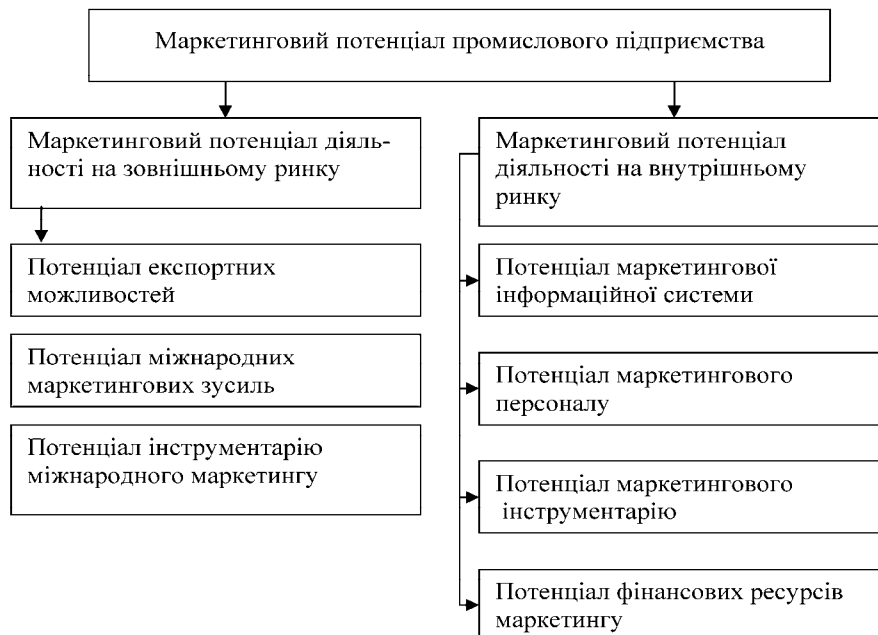 Маркетинговий потенціал промислового підприємства
Маркетинговий потенціал діяль-
ності на зовнішньому ринку
Потенціал експортних
можливостей
Потенціал міжнародних
маркетингових зусиль
Потенціал інструментарію
міжнародного маркетингу
Маркетинговий потенціал
діяльності на внутрішньому
ринку
Потенціал маркетингової
інформаційної системи
Потенціал маркетингового
персоналу
Потенціал маркетингового
інструментарію
Потенціал фінансових ресурсів
маркетингу